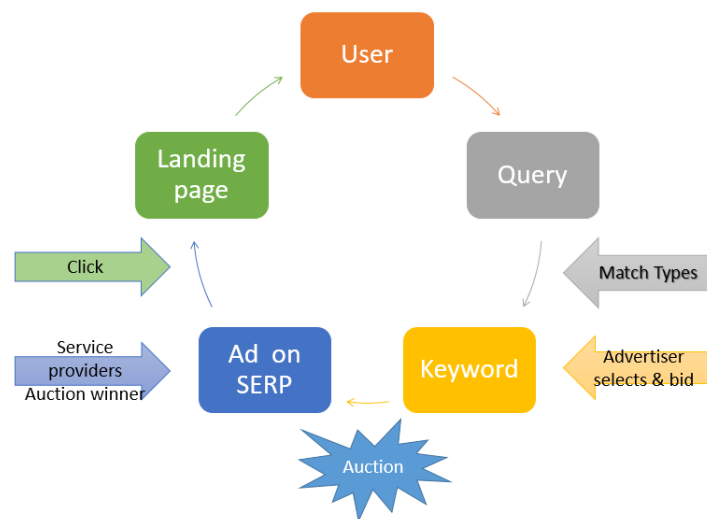 User
Landing
page
Query
Click
Match Types
Service
providers
Auction winner
Ad on
SERP
Keyword
Advertiser
selects & bid
Auction